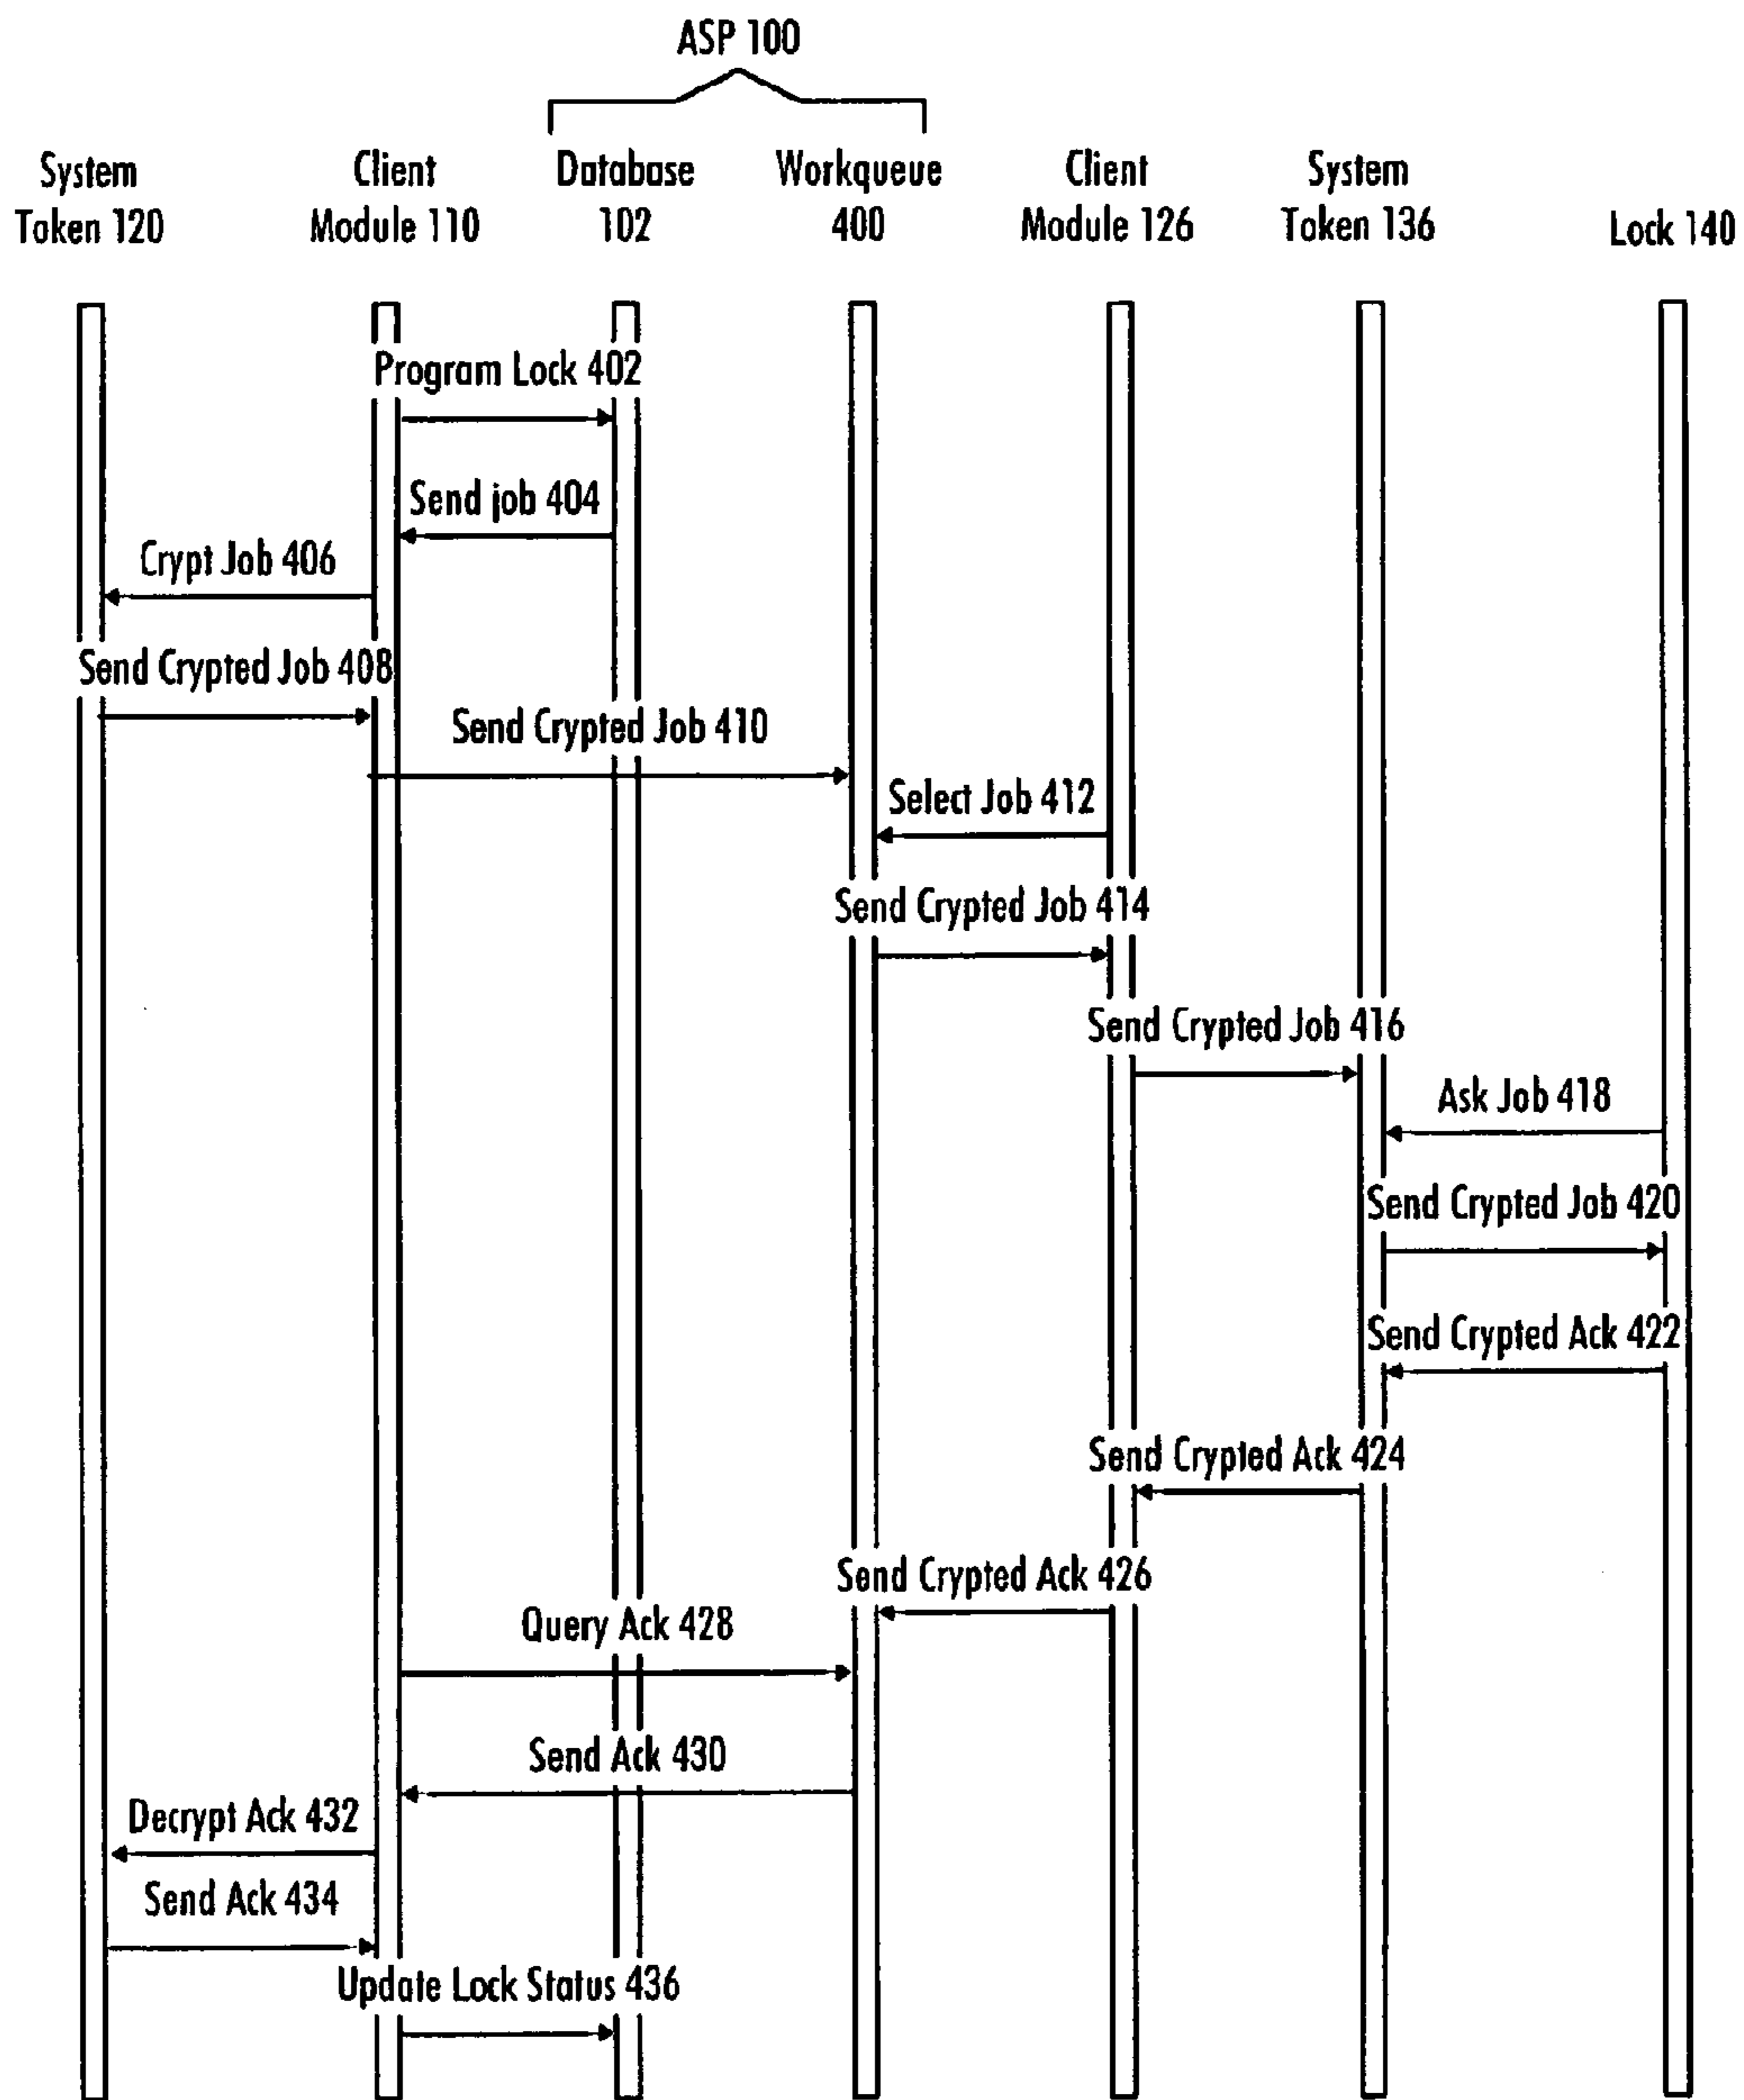 ASP 100
System
Token 120
Client
Module 110
Database
102
Workqueue
400
Client
Module 126
System
Token 136
Lock 140
Program Lock 402
Send job 404
Crypt Job 406
Send Crypted Job 408
Send Crypted Job 410
Select Job 412
Send Crypted Job 414
Send Crypted Job 416
Ask Job 418
Send Crypted Job 420
Send Crypted Ack 422
Send Crypted Ack 424
Send Crypted Ack 426
Query Ack 428
Send Ack 430
Decrypt Ack 432
Send Ack 434
Update Lock Status 436